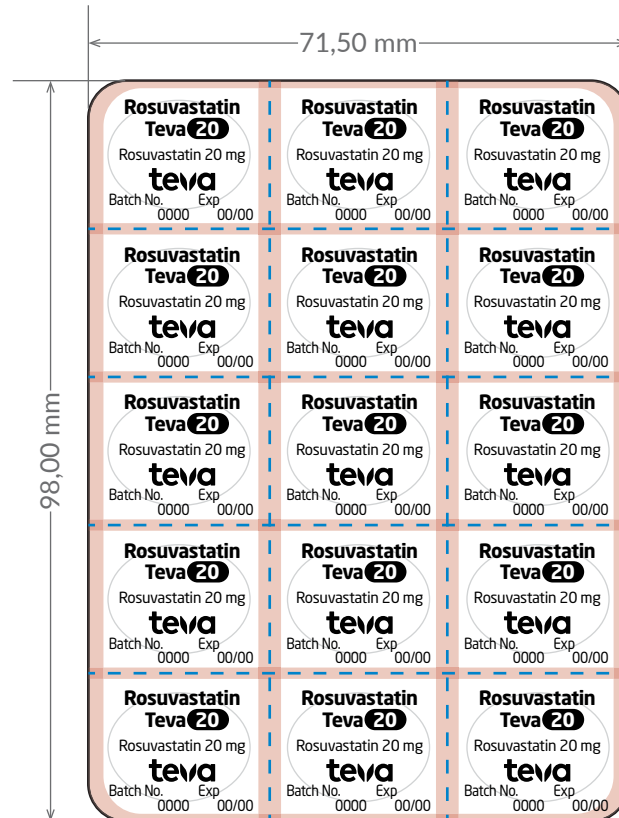 71,50 mm
98,00 mm
Rosuvastatin Rosuvastatin Rosuvastatin
Teva 20 Teva 20 Teva 20
Rosuvastatin 20 mg Rosuvastatin 20 mg Rosuvastatin 20 mg
teva teva teva
Batch No. Exp Batch No. Exp Batch No. Exp
0000 00/00 0000 00/00 0000 00/00
Rosuvastatin Rosuvastatin Rosuvastatin
Teva 20 Teva 20 Teva 20
Rosuvastatin 20 mg Rosuvastatin 20 mg Rosuvastatin 20 mg
teva teva teva
Batch No. Exp Batch No. Exp Batch No. Exp
0000 00/00 0000 00/00 0000 00/00
Rosuvastatin Rosuvastatin Rosuvastatin
Teva 20 Teva 20 Teva 20
Rosuvastatin 20 mg Rosuvastatin 20 mg Rosuvastatin 20 mg
teva teva teva
Batch No. Exp Batch No. Exp Batch No. Exp
0000 00/00 0000 00/00 0000 00/00
Rosuvastatin Rosuvastatin Rosuvastatin
Teva 20 Teva 20 Teva 20
Rosuvastatin 20 mg Rosuvastatin 20 mg Rosuvastatin 20 mg
teva teva teva
Batch No. Exp Batch No. Exp Batch No. Exp
0000 00/00 0000 00/00 0000 00/00
Rosuvastatin Rosuvastatin Rosuvastatin
Teva 20 Teva 20 Teva 20
Rosuvastatin 20 mg Rosuvastatin 20 mg Rosuvastatin 20 mg
teva teva teva
Batch No. Exp Batch No. Exp Batch No. Exp
0000 00/00 0000 00/00 0000 00/00